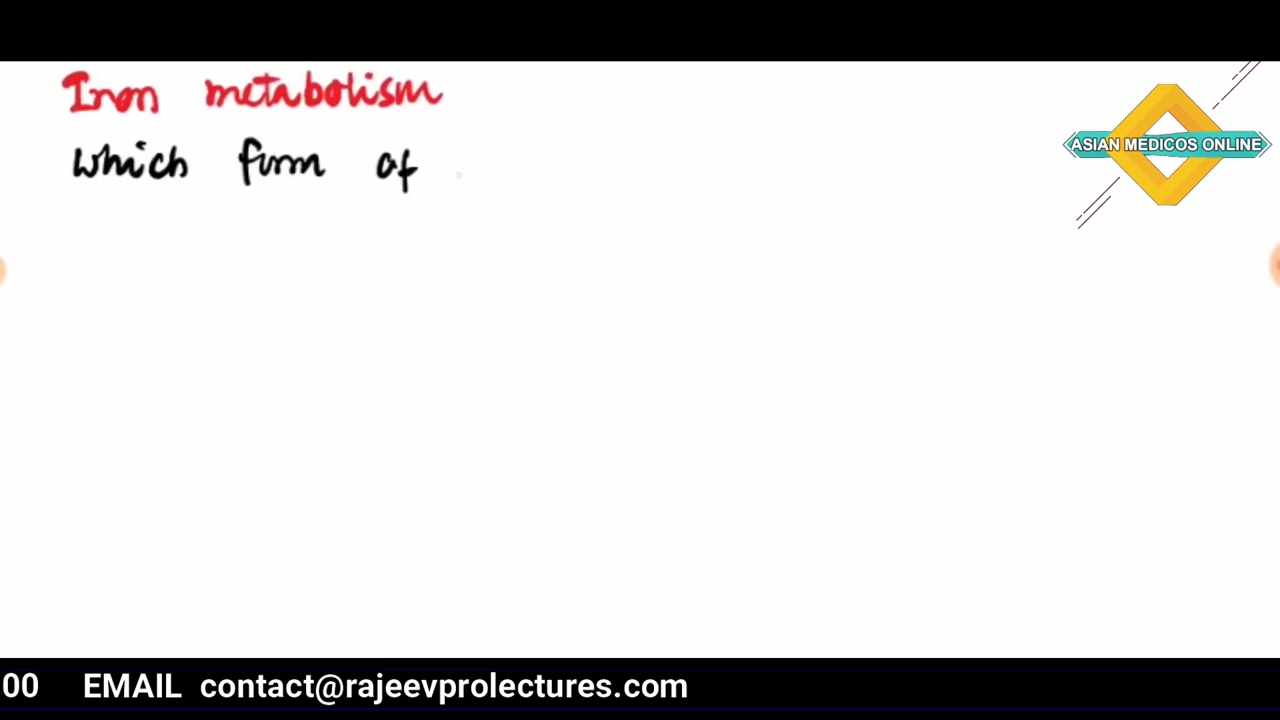 Iron metabolism
which form of
ASIAN MEDICOS ONLINE
00 EMAIL contact@rajeevprolectures.com